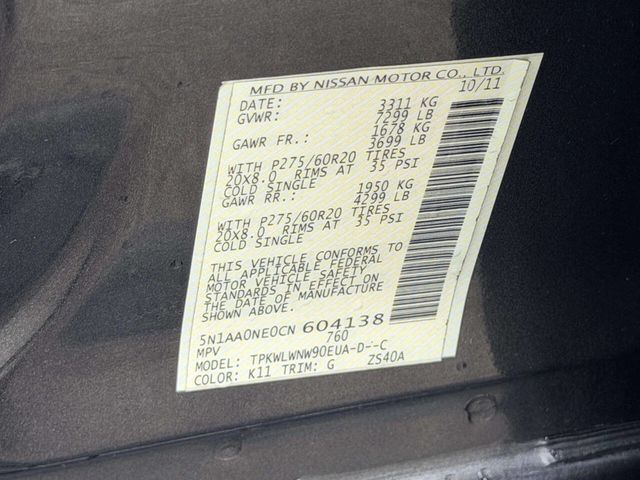 MFD BY NISSAN MOTOR CO., LTD.
10/11
DATE: 3311 KG
GVWR: 7299 LB
1678 KG
GAWR FR.: 3699 LB
WITH P275/60R20 TIRES
20X8.0 RIMS AT 35 PSI
COLD SINGLE
1950 KG
GAWR RR.: 4299 LB
WITH P275/60R20 TIRES
20X8.0 RIMS AT 35 PSI
COLD SINGLE
THIS VEHICLE CONFORMS TO
ALL APPLICABLE FEDERAL
MOTOR VEHICLE SAFETY
STANDARDS IN EFFECT ON
THE DATE OF MANUFACTURE
SHOWN ABOVE.
5N1AA0NE0CN 604138
MPV 760
MODEL: TPKWLWNW90EUA-D--C
COLOR: K11 TRIM: G ZS40A